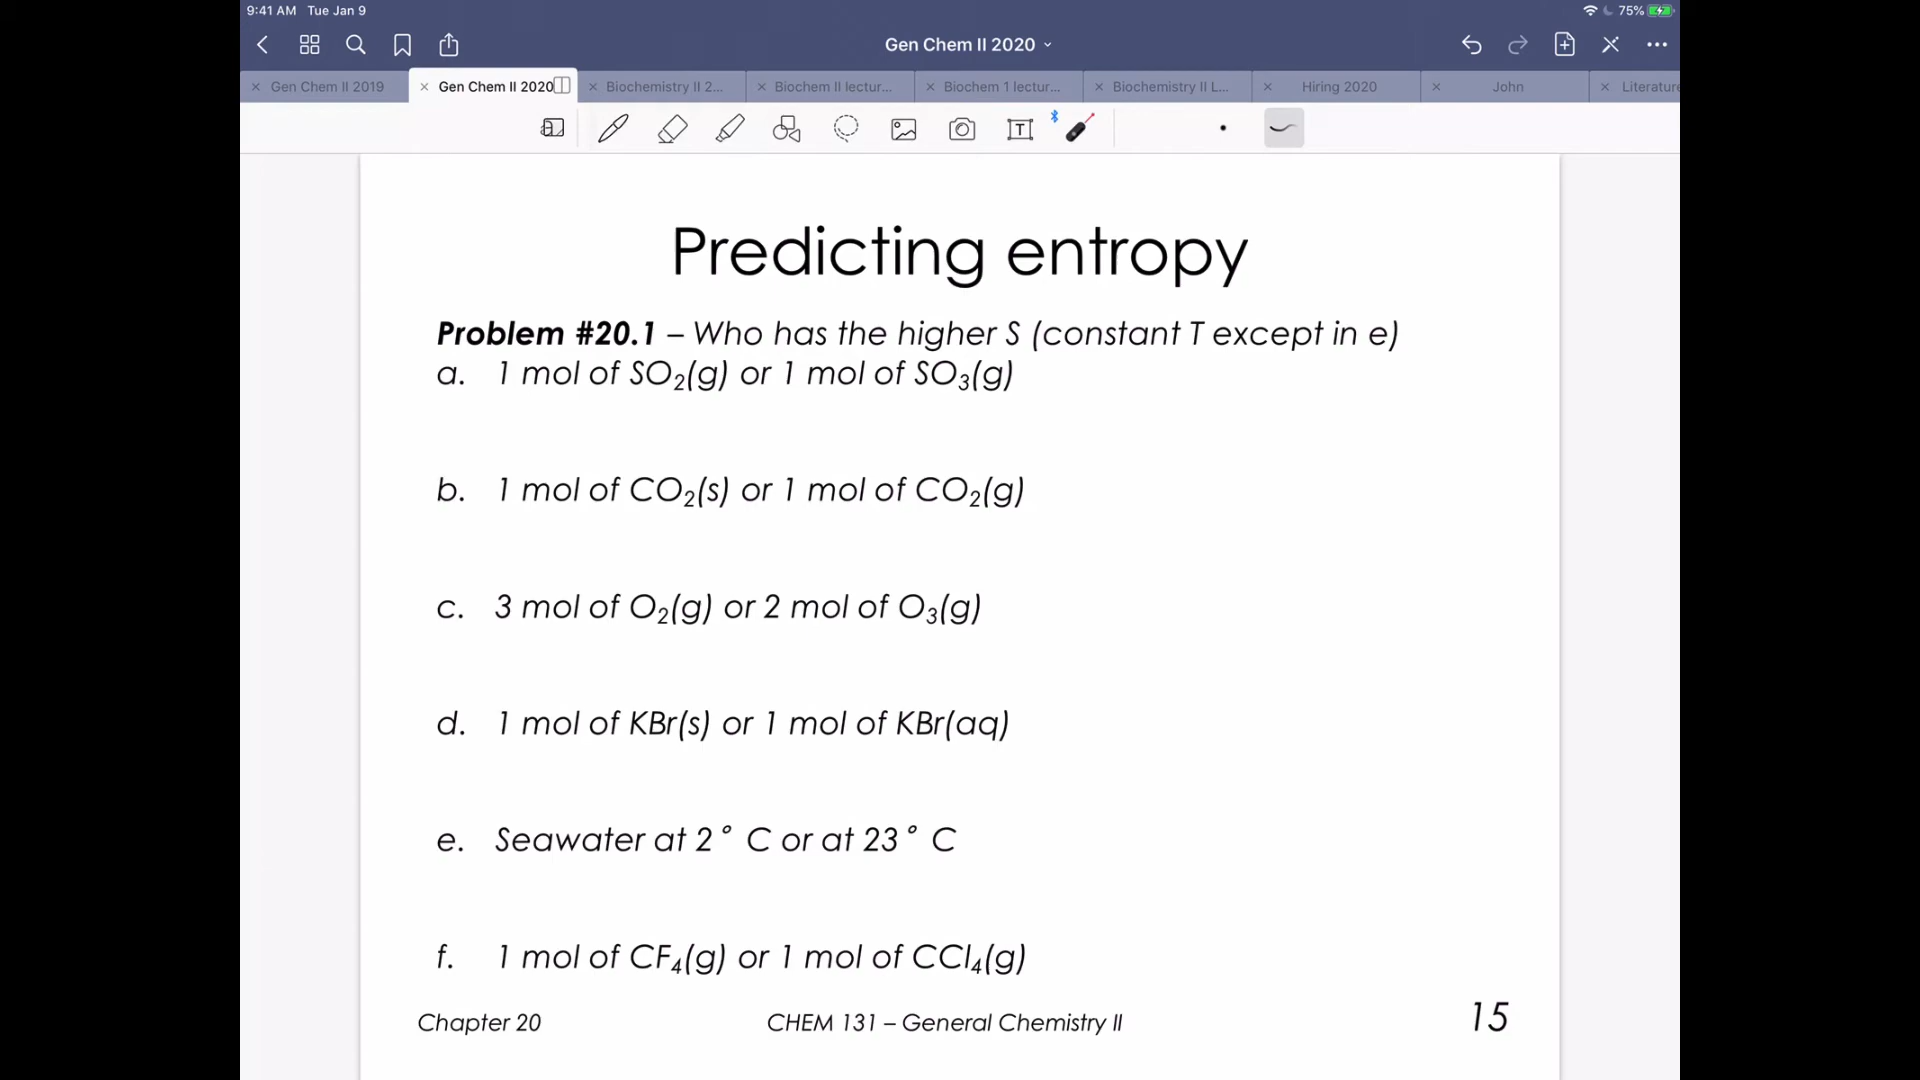 9:41 AM Tue Jan 9
75%
Gen Chem II 2020
Gen Chem II 2019
Gen Chem II 2020
Biochemistry II 2...
Biochem II lectur...
Biochem 1 lectur...
Biochemistry II L...
Hiring 2020
John
Literature
Predicting entropy
Problem #20.1 – Who has the higher S (constant T except in e)
a. 1 mol of SO₂(g) or 1 mol of SO₃(g)
b. 1 mol of CO₂(s) or 1 mol of CO₂(g)
c. 3 mol of O₂(g) or 2 mol of O₃(g)
d. 1 mol of KBr(s) or 1 mol of KBr(aq)
e. Seawater at 2° C or at 23° C
f. 1 mol of CF₄(g) or 1 mol of CCl₄(g)
Chapter 20
CHEM 131 – General Chemistry II
15